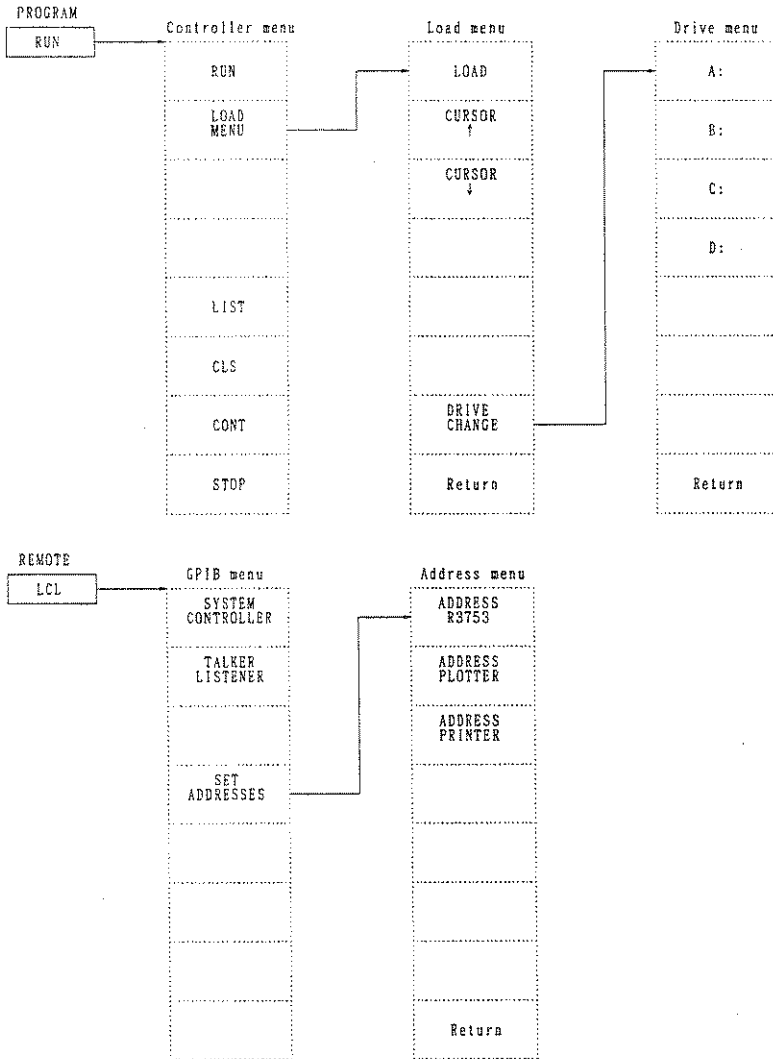 PROGRAM
RUN
Controller menu
RUN
LOAD
MENU
LIST
CLS
CONT
STOP
Load menu
LOAD
CURSOR
↑
CURSOR
↓
DRIVE
CHANGE
Return
Drive menu
A:
B:
C:
D:
Return
REMOTE
LCL
GPIB menu
SYSTEM
CONTROLLER
TALKER
LISTENER
SET
ADDRESSES
Address menu
ADDRESS
R3753
ADDRESS
PLOTTER
ADDRESS
PRINTER
Return